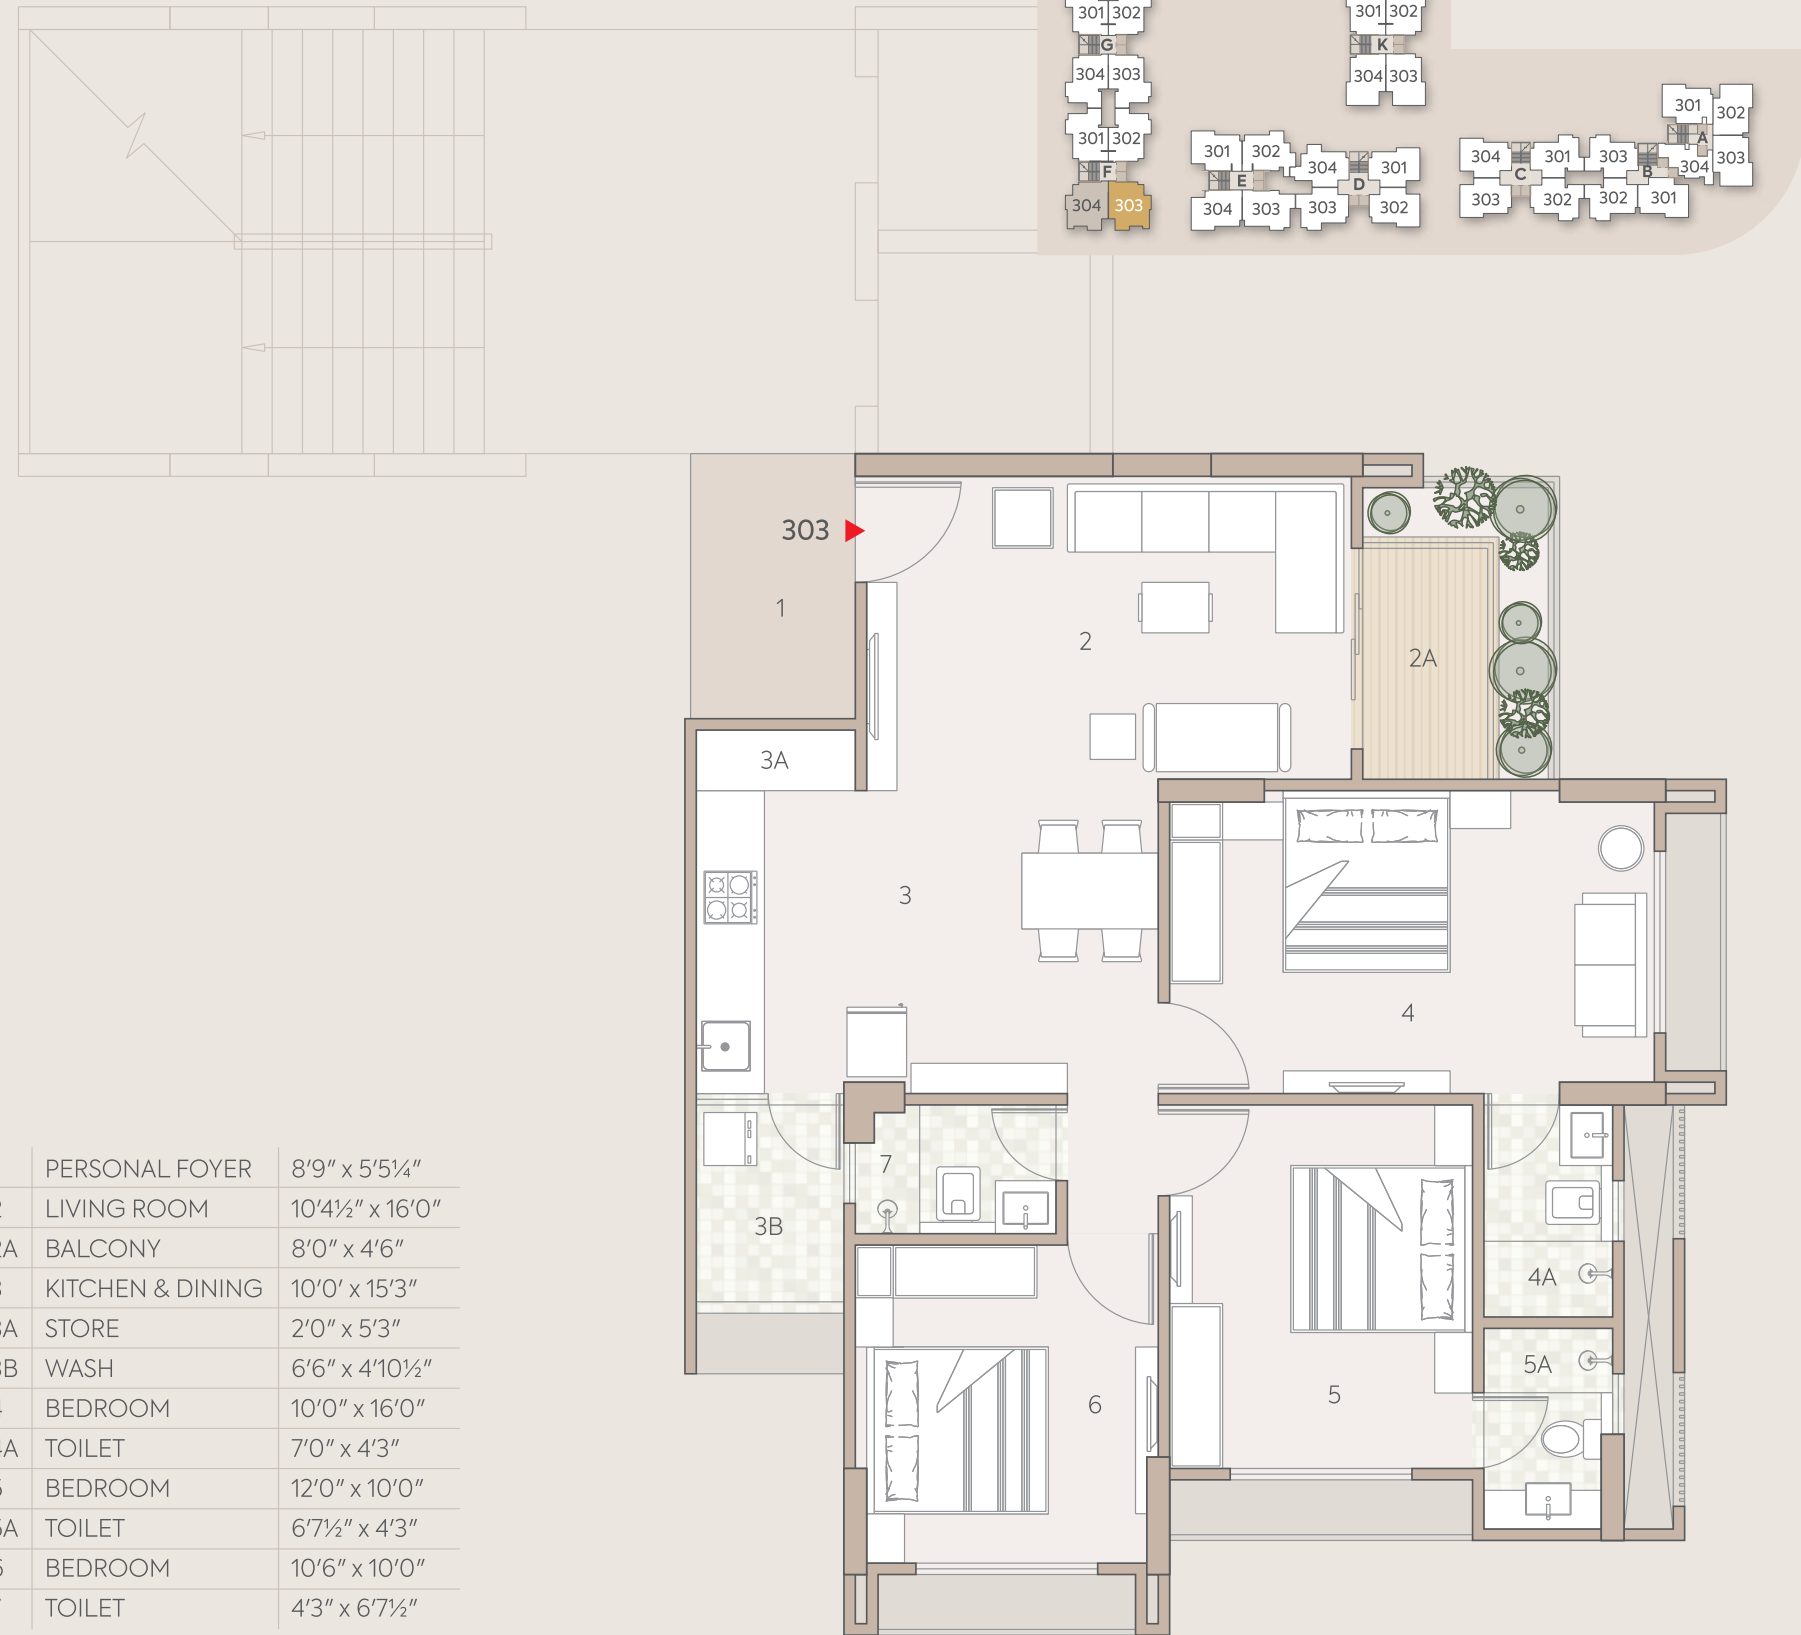 301 302
301 302
G
K
304 303
304 303
301
302
301 302
A
301
302
304
301
304
301
303
304
303
F
E
D
C
B
304
303
304
303
303
302
303
302
302
301
303
1
2
2A
3A
3
4
7
3B
4A
5A
6
5
PERSONAL FOYER 8'9" x 5'5¼"
LIVING ROOM 10'4½" x 16'0"
A BALCONY 8'0" x 4'6"
KITCHEN & DINING 10'0' x 15'3"
A STORE 2'0" x 5'3"
B WASH 6'6" x 4'10½"
BEDROOM 10'0" x 16'0"
A TOILET 7'0" x 4'3"
BEDROOM 12'0" x 10'0"
A TOILET 6'7½" x 4'3"
BEDROOM 10'6" x 10'0"
TOILET 4'3" x 6'7½"